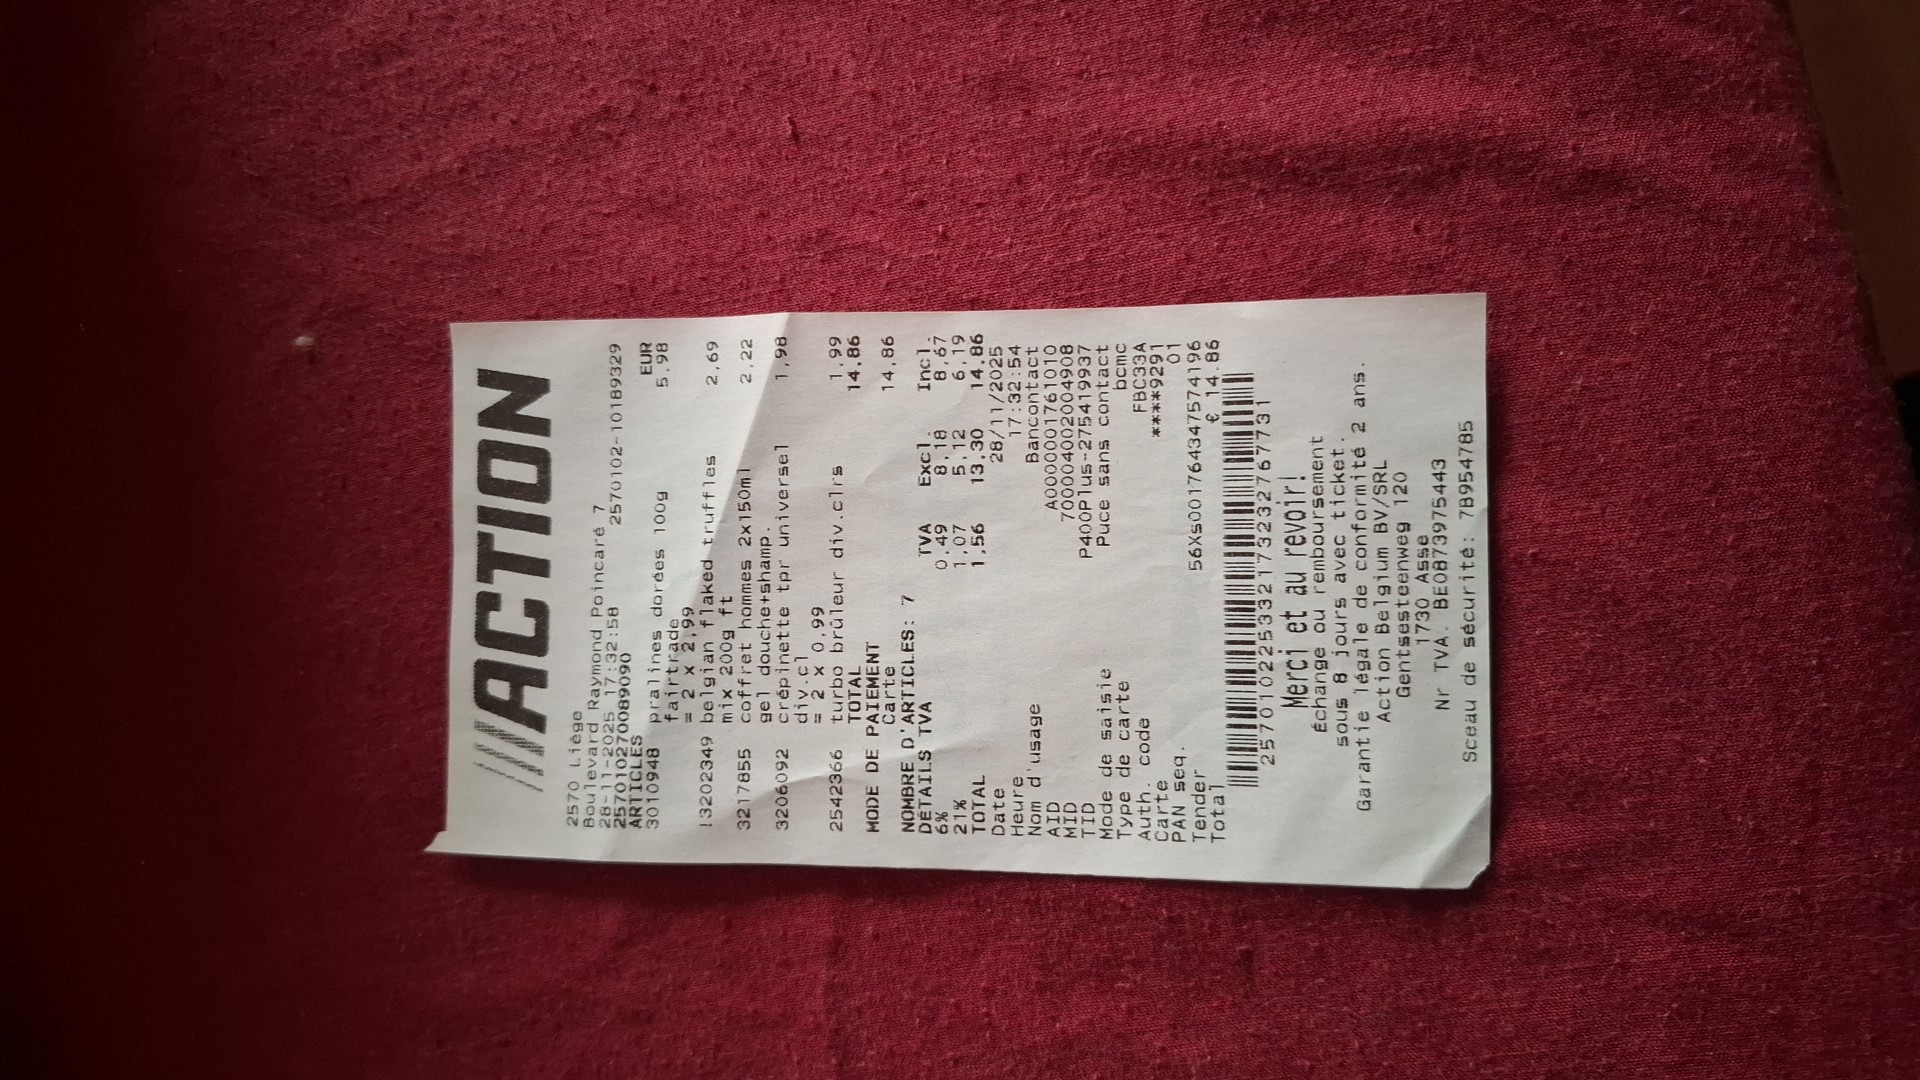 ACTION
2570 Liège
Boulevard Raymond Poincaré 7
28-11-2025 17:32:58 2570102-10189329
257010270089090
ARTICLES EUR
3010948 pralines dorées 100g 5,98
fairtrade
= 2 x 2,99
!3202349 belgian flaked truffles 2,69
mix 200g ft
3217855 coffret hommes 2x150ml 2,22
gel douche+shamp.
3206092 crépinette tpr universel 1,98
div.cl
= 2 x 0,99
2542366 turbo brûleur div.clrs 1,99
TOTAL 14,86
MODE DE PAIEMENT
Carte 14,86
NOMBRE D'ARTICLES: 7
DÉTAILS TVA TVA Excl. Incl.
6% 0,49 8,18 8,67
21% 1,07 5,12 6,19
TOTAL 1,56 13,30 14,86
Date 28/11/2025
Heure 17:32:54
Nom d'usage Bancontact
AID A0000001761010
MID 700004002004908
TID P400Plus-275419937
Mode de saisie Puce sans contact
Type de carte bcmc
Auth. code FBC33A
Carte ****9291
PAN seq. 01
Tender 56Xs001764347574196
Total € 14.86
257010225332173232767731
Merci et au revoir!
Échange ou remboursement
sous 8 jours avec ticket.
Garantie légale de conformité 2 ans.
Action Belgium BV/SRL
Gentsesteenweg 120
1730 Asse
Nr TVA. BE0873975443
Sceau de sécurité: 7B954785